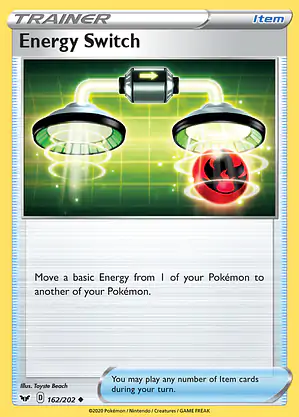 TRAINER Item
Energy Switch
Move a basic Energy from 1 of your Pokémon to
another of your Pokémon.
Illus. Toyste Beach
D 162/202
You may play any number of Item cards
during your turn.
©2020 Pokémon / Nintendo / Creatures / GAME FREAK